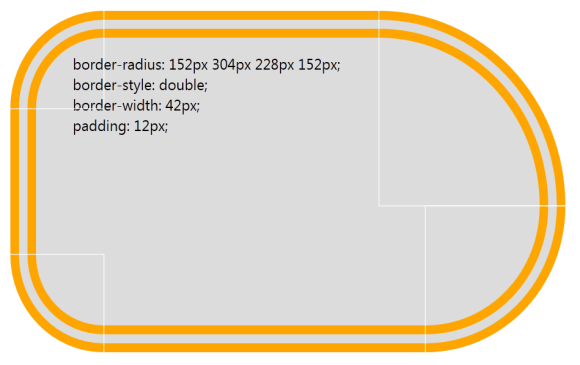 border-radius: 152px 304px 228px 152px;
border-style: double;
border-width: 42px;
padding: 12px;